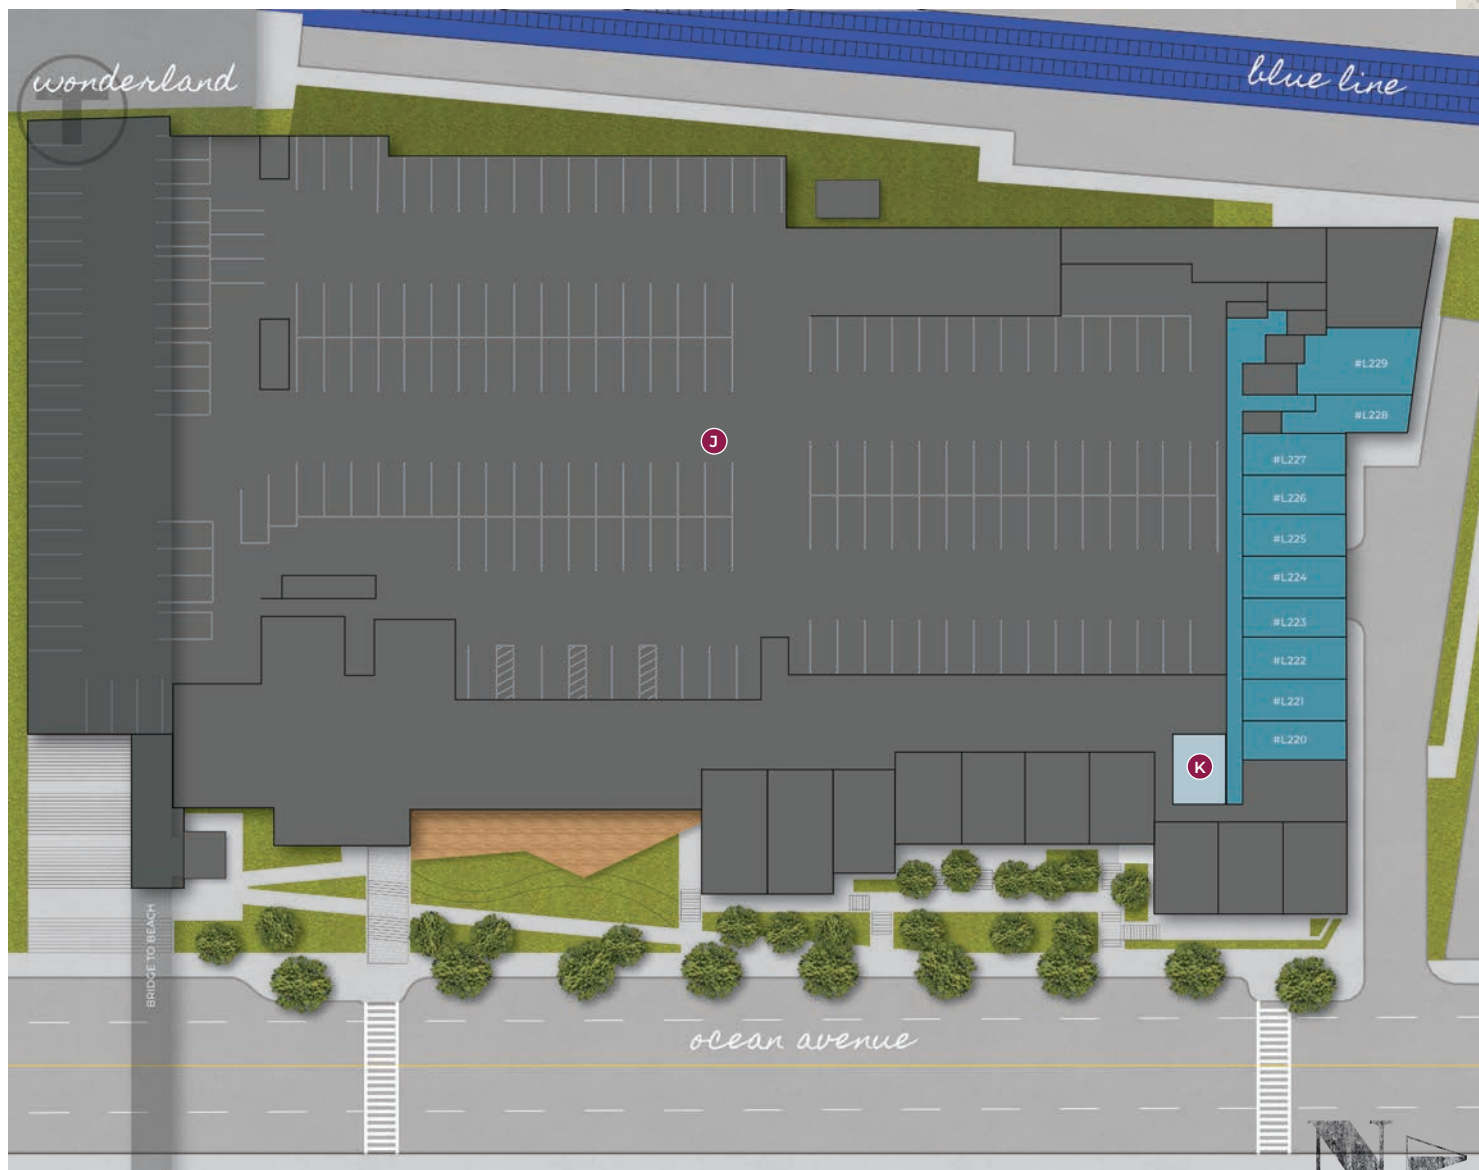 wonderland
T
blue line
#L229
J
#L228
#L227
#L226
#L225
#L224
#L223
#L222
#L221
#L220
K
BRIDGE TO BEACH
ocean avenue
N